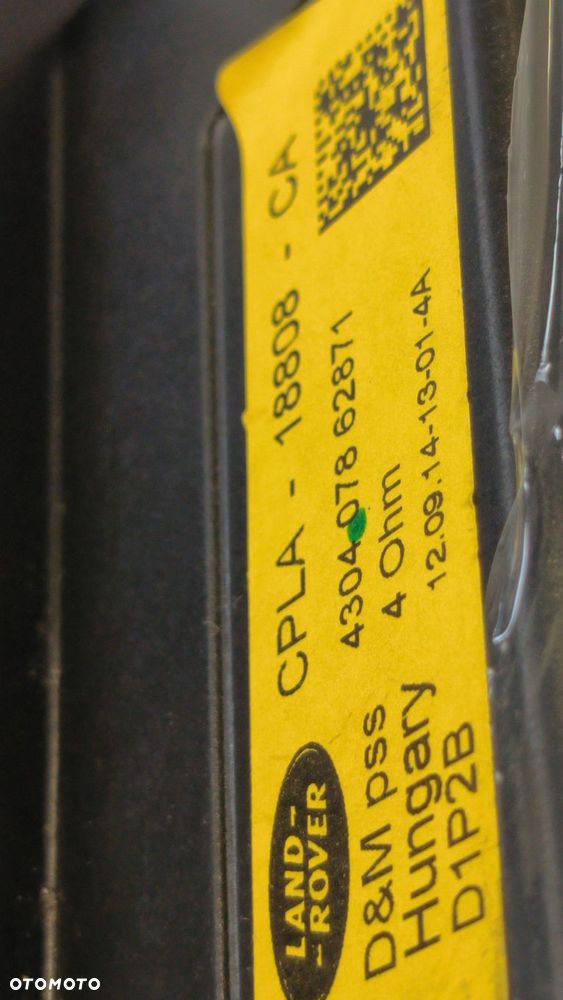 LAND-
-ROVER
CPLA - 18808 - CA
D&M pss
4304 078 62871
Hungary
4 Ohm
D1P2B
12.09.14-13-01-4A
OTOMOTO